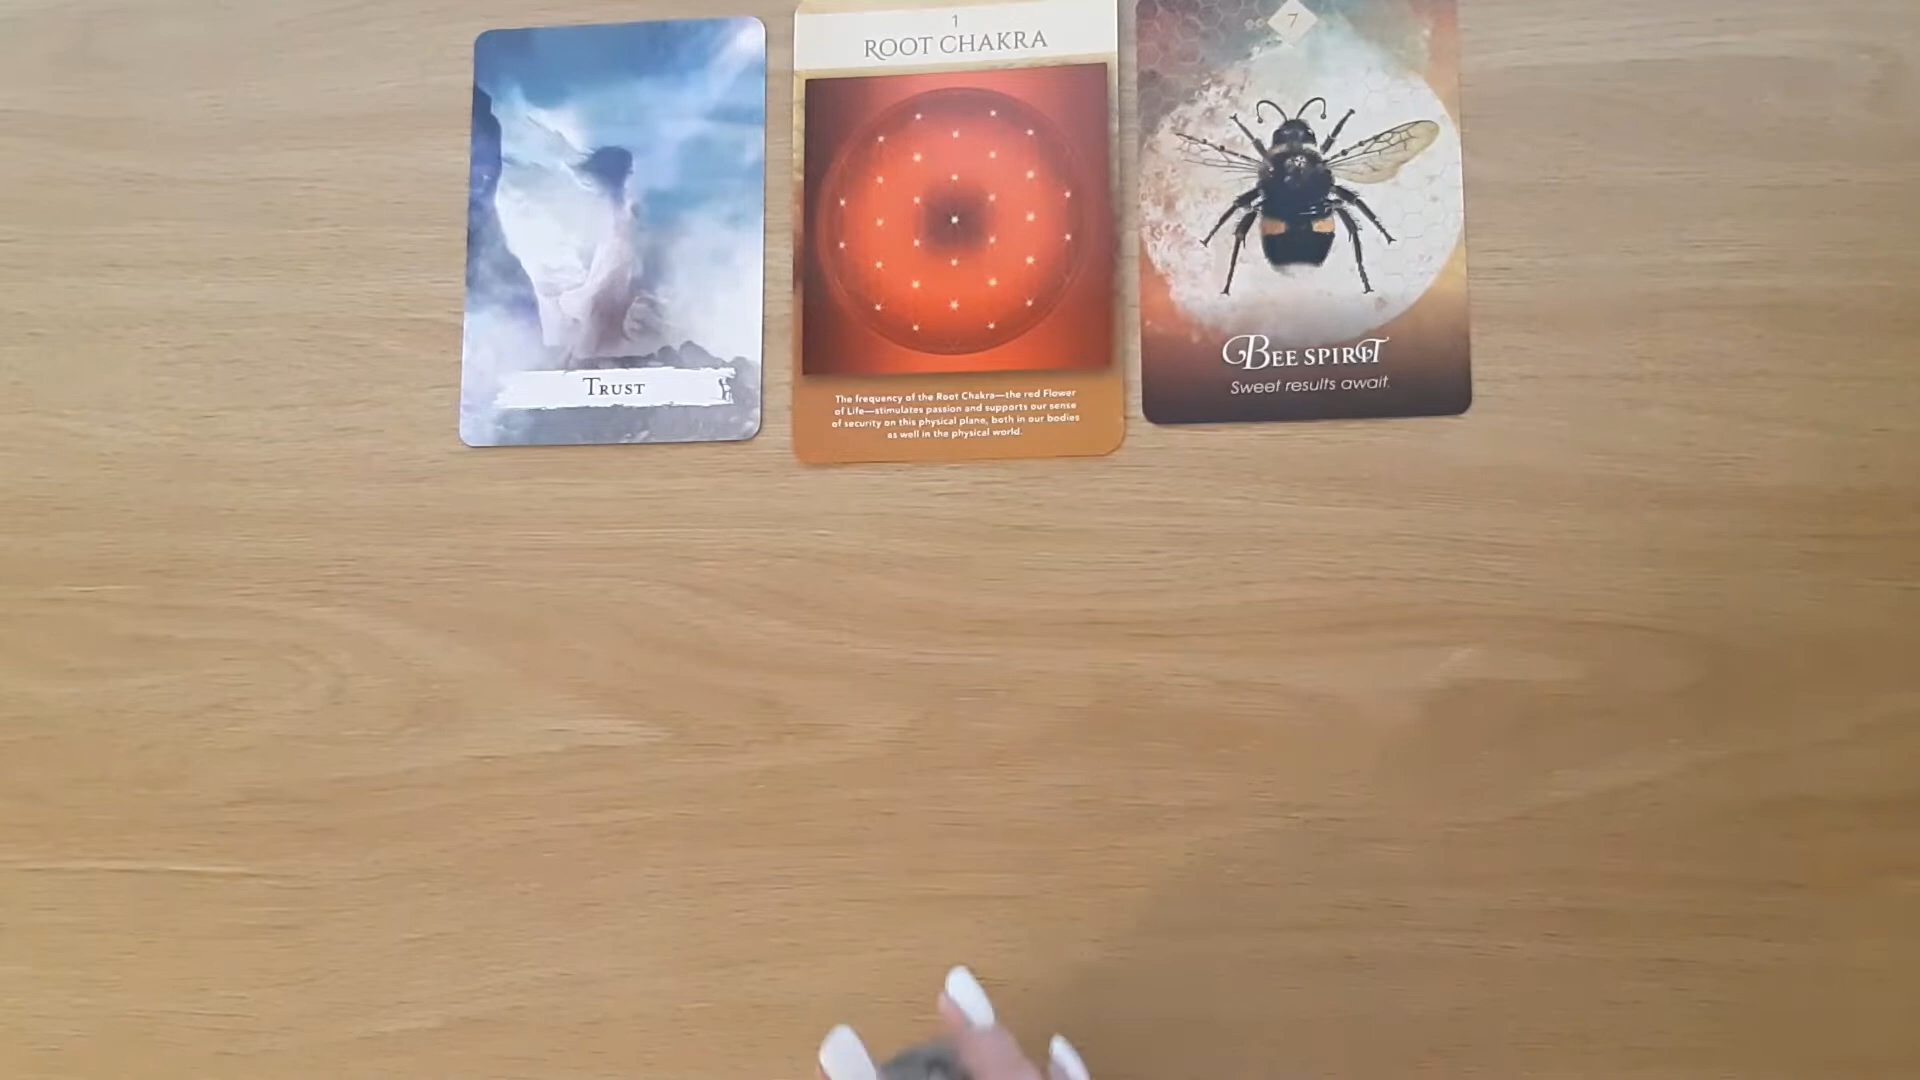 TRUST
1
ROOT CHAKRA
The frequency of the Root Chakra—the red Flower
of Life—stimulates passion and supports our sense
of security on this physical plane, both in our bodies
as well in the physical world.
7
BEE SPIRIT
Sweet results await.